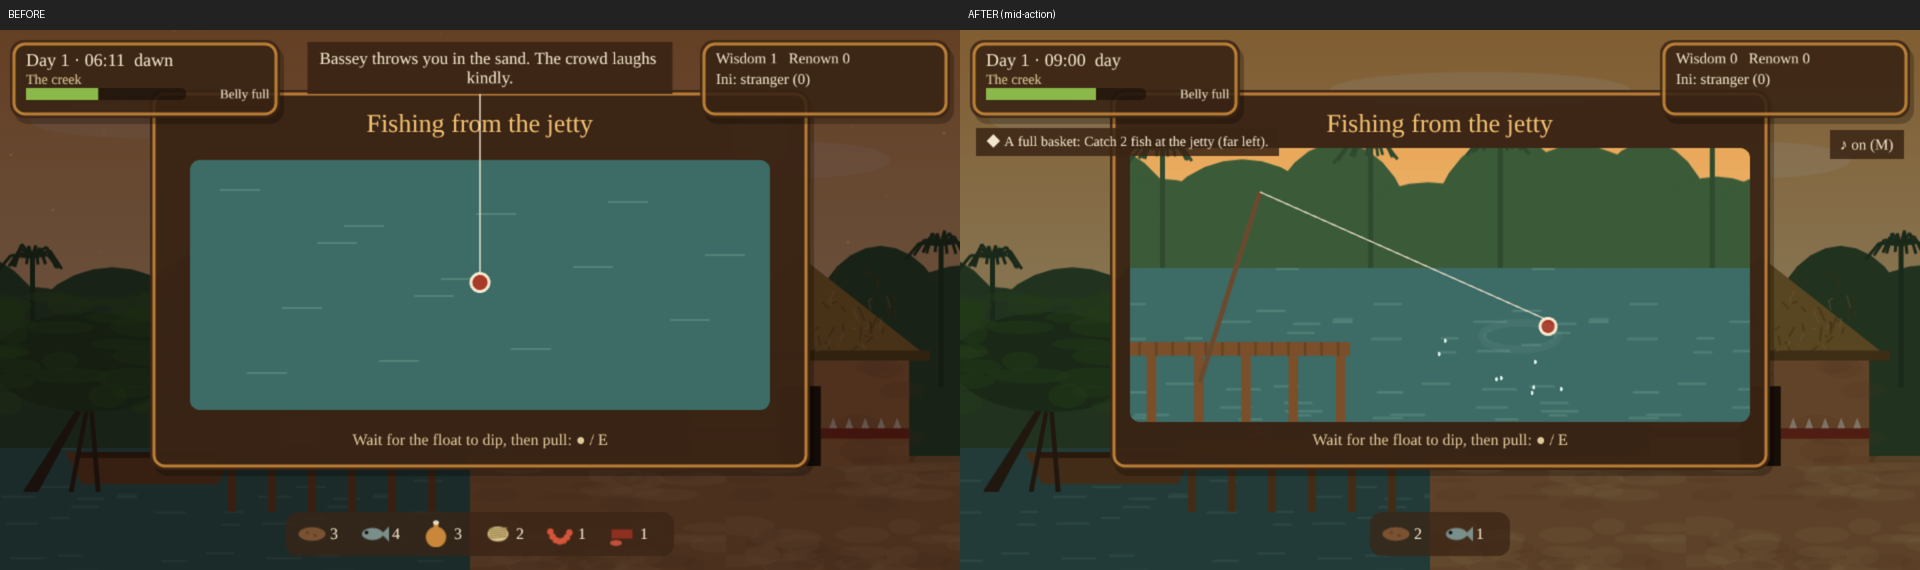 BEFORE
Day 1 · 06:11 dawn
The creek
Belly full
Bassey throws you in the sand. The crowd laughs
kindly.
Wisdom 1 Renown 0
Ini: stranger (0)
Fishing from the jetty
Wait for the float to dip, then pull: ● / E
3 4 3 2 1 1
AFTER (mid-action)
Day 1 · 09:00 day
The creek
Belly full
Wisdom 0 Renown 0
Ini: stranger (0)
Fishing from the jetty
◆ A full basket: Catch 2 fish at the jetty (far left).
♪ on (M)
Wait for the float to dip, then pull: ● / E
2 1